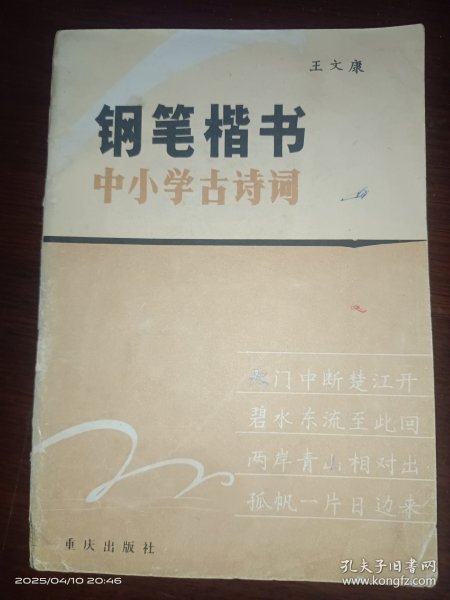 王文康
钢笔楷书
中小学古诗词
天门中断楚江开
碧水东流至此回
两岸青山相对出
孤帆一片日边来
重庆出版社
2025/04/10 20:46
孔夫子旧书网
www.kongfz.com